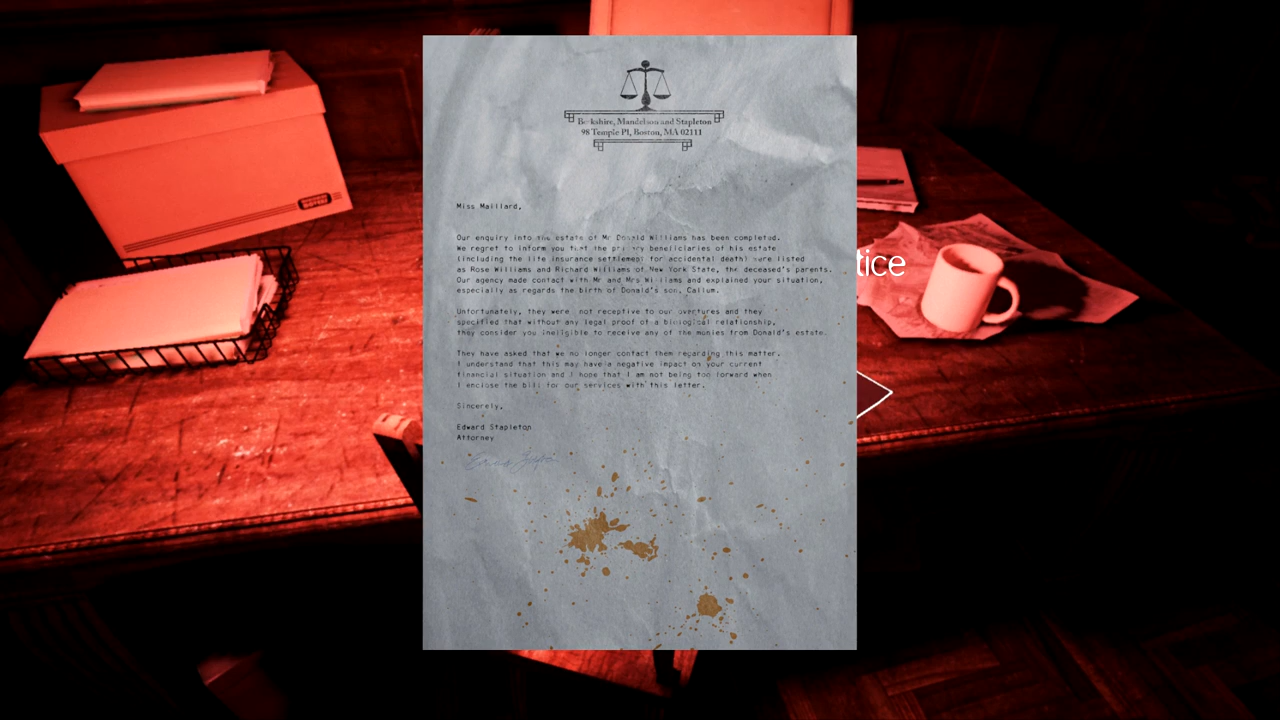 Berkshire, Mandelson and Stapleton
98 Temple Pl, Boston, MA 02111
Miss Maillard,
Our enquiry into the estate of Mr Donald Williams has been completed.
We regret to inform you that the primary beneficiaries of his estate
(including the life insurance settlement for accidental death) were listed
as Rose Williams and Richard Williams of New York State, the deceased's parents.
Our agency made contact with Mr and Mrs Williams and explained your situation,
especially as regards the birth of Donald's son, Callum.
Unfortunately, they were not receptive to our overtures and they
specified that without any legal proof of a biological relationship,
they consider you ineligible to receive any of the monies from Donald's estate.
They have asked that we no longer contact them regarding this matter.
I understand that this may have a negative impact on your current
financial situation and I hope that I am not being too forward when
I enclose the bill for our services with this letter.
Sincerely,
Edward Stapleton
Attorney
tice